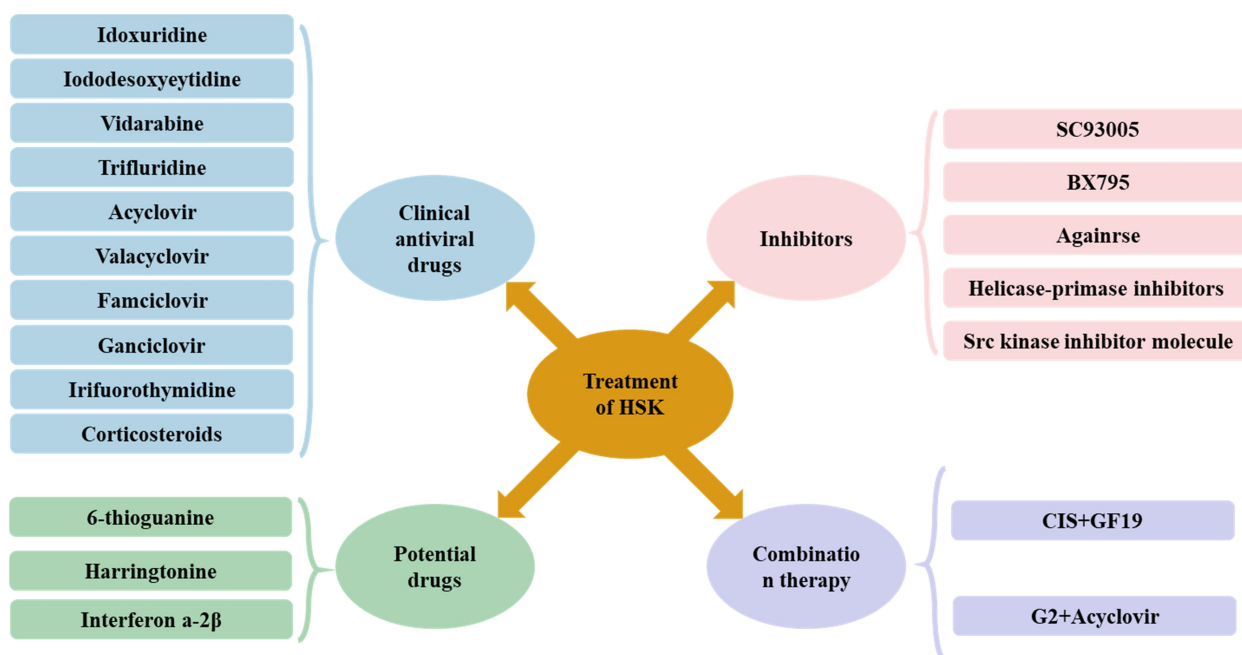 Idoxuridine
Iododesoxyeytidine
Vidarabine
Trifluridine
Acyclovir
Valacyclovir
Famciclovir
Ganciclovir
Irifuorothymidine
Corticosteroids
Clinical
antiviral
drugs
Inhibitors
SC93005
BX795
Againrse
Helicase-primase inhibitors
Src kinase inhibitor molecule
Treatment
of HSK
6-thioguanine
Harringtonine
Interferon a-2β
Potential
drugs
Combinatio
n therapy
CIS+GF19
G2+Acyclovir